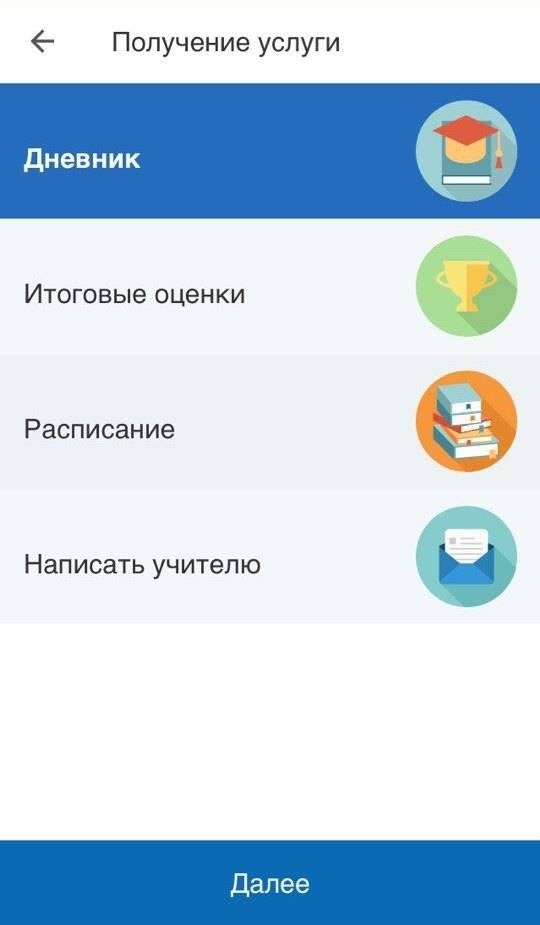 Получение услуги
Дневник
Итоговые оценки
Расписание
Написать учителю
Далее